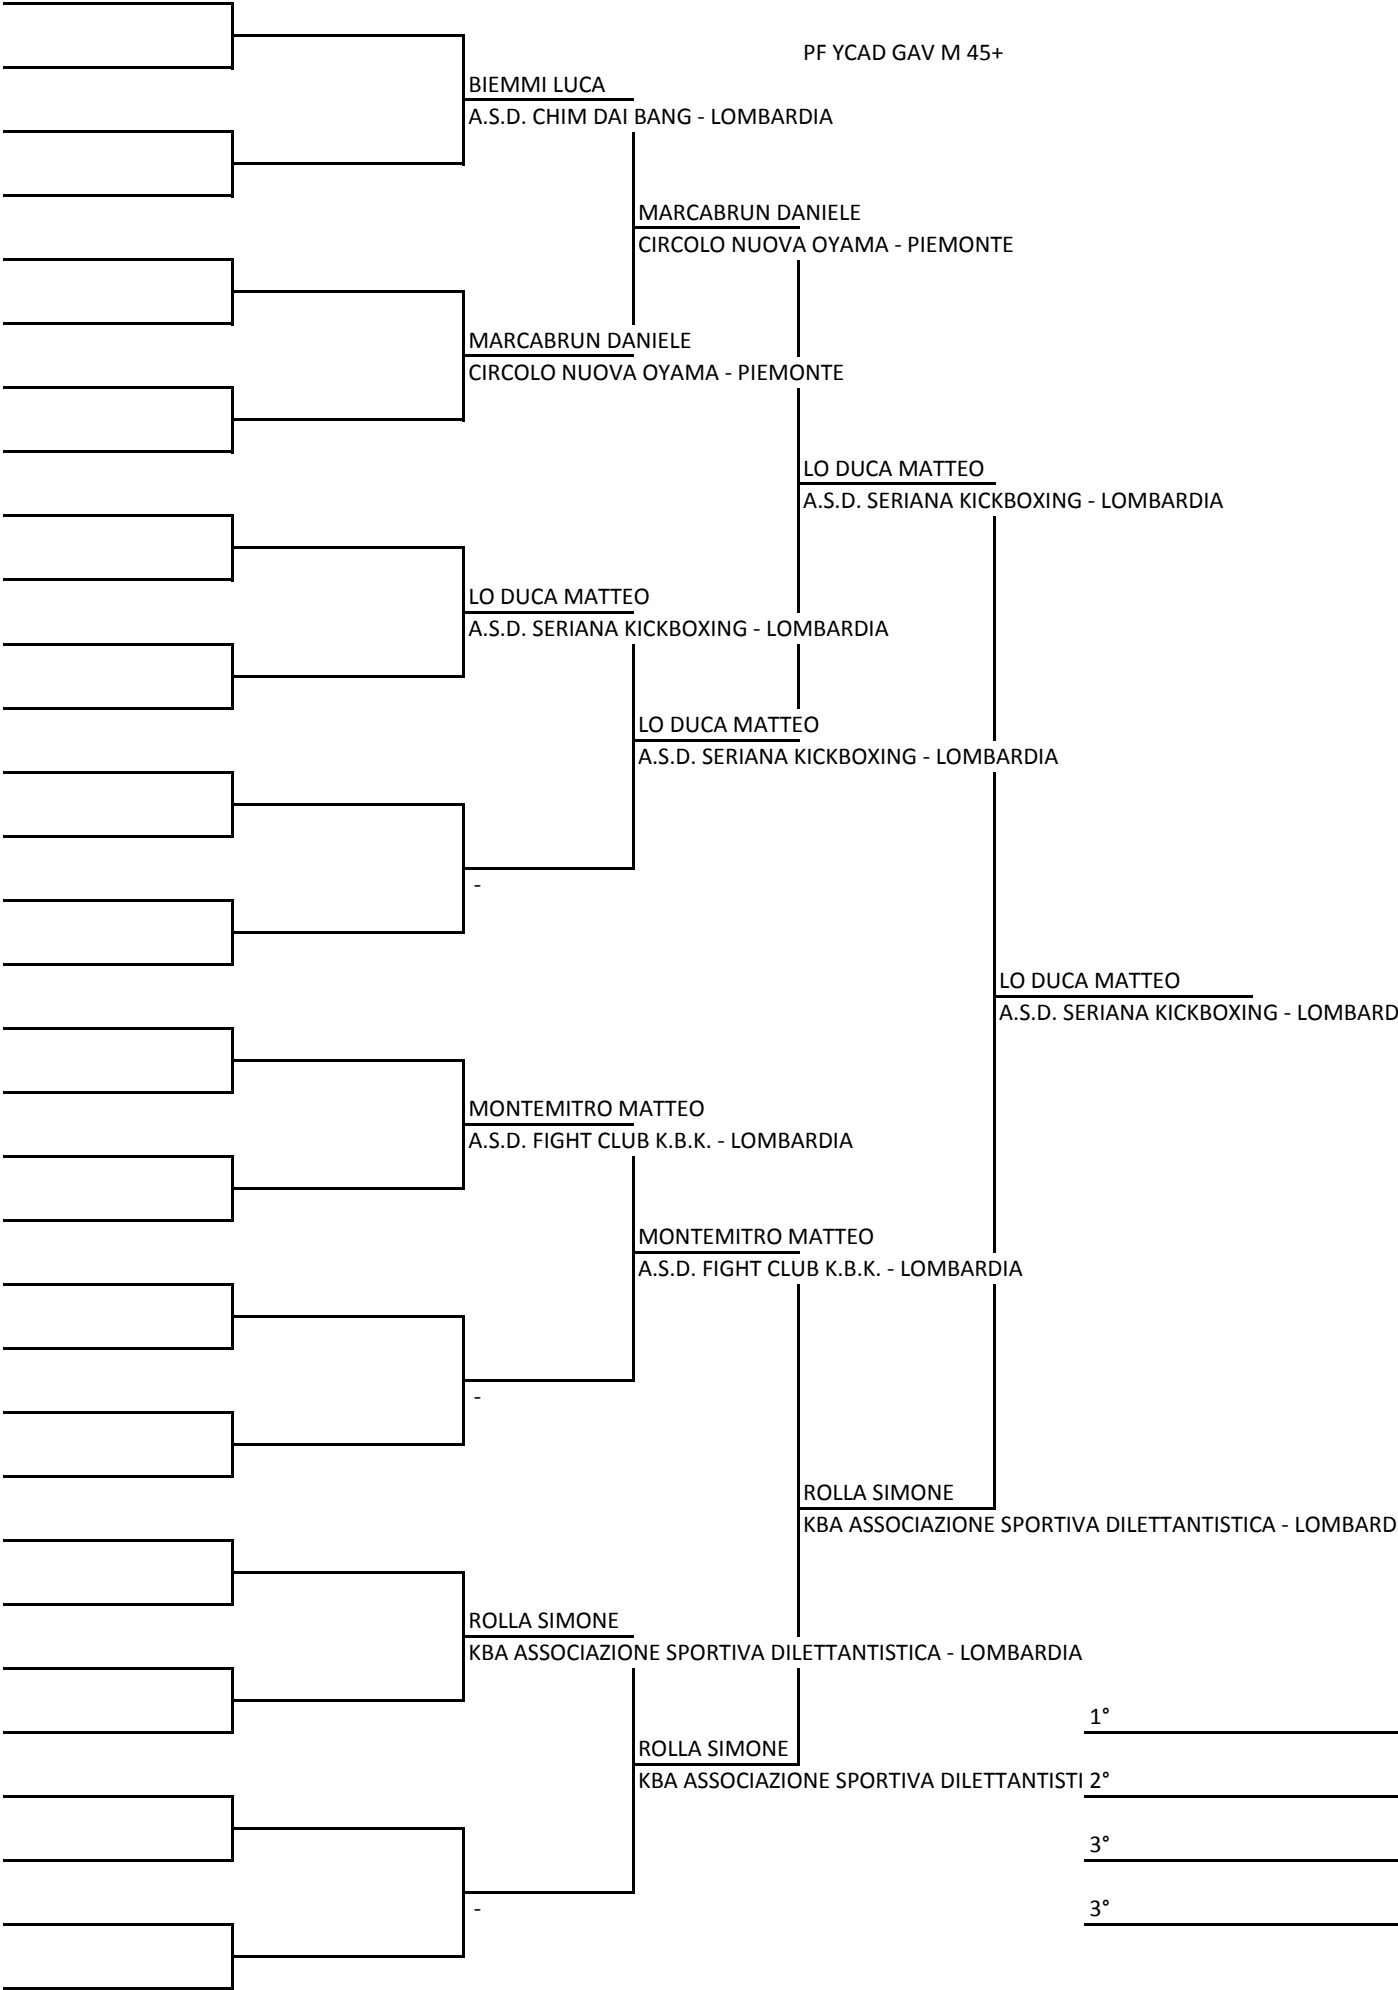 PF YCAD GAV M 45+
BIEMMI LUCA
A.S.D. CHIM DAI BANG - LOMBARDIA
MARCABRUN DANIELE
CIRCOLO NUOVA OYAMA - PIEMONTE
MARCABRUN DANIELE
CIRCOLO NUOVA OYAMA - PIEMONTE
LO DUCA MATTEO
A.S.D. SERIANA KICKBOXING - LOMBARDIA
LO DUCA MATTEO
A.S.D. SERIANA KICKBOXING - LOMBARDIA
LO DUCA MATTEO
A.S.D. SERIANA KICKBOXING - LOMBARDIA
-
LO DUCA MATTEO
A.S.D. SERIANA KICKBOXING - LOMBARD
MONTEMITRO MATTEO
A.S.D. FIGHT CLUB K.B.K. - LOMBARDIA
MONTEMITRO MATTEO
A.S.D. FIGHT CLUB K.B.K. - LOMBARDIA
-
ROLLA SIMONE
KBA ASSOCIAZIONE SPORTIVA DILETTANTISTICA - LOMBARD
ROLLA SIMONE
KBA ASSOCIAZIONE SPORTIVA DILETTANTISTICA - LOMBARDIA
1°
ROLLA SIMONE
KBA ASSOCIAZIONE SPORTIVA DILETTANTISTI 2°
3°
-
3°